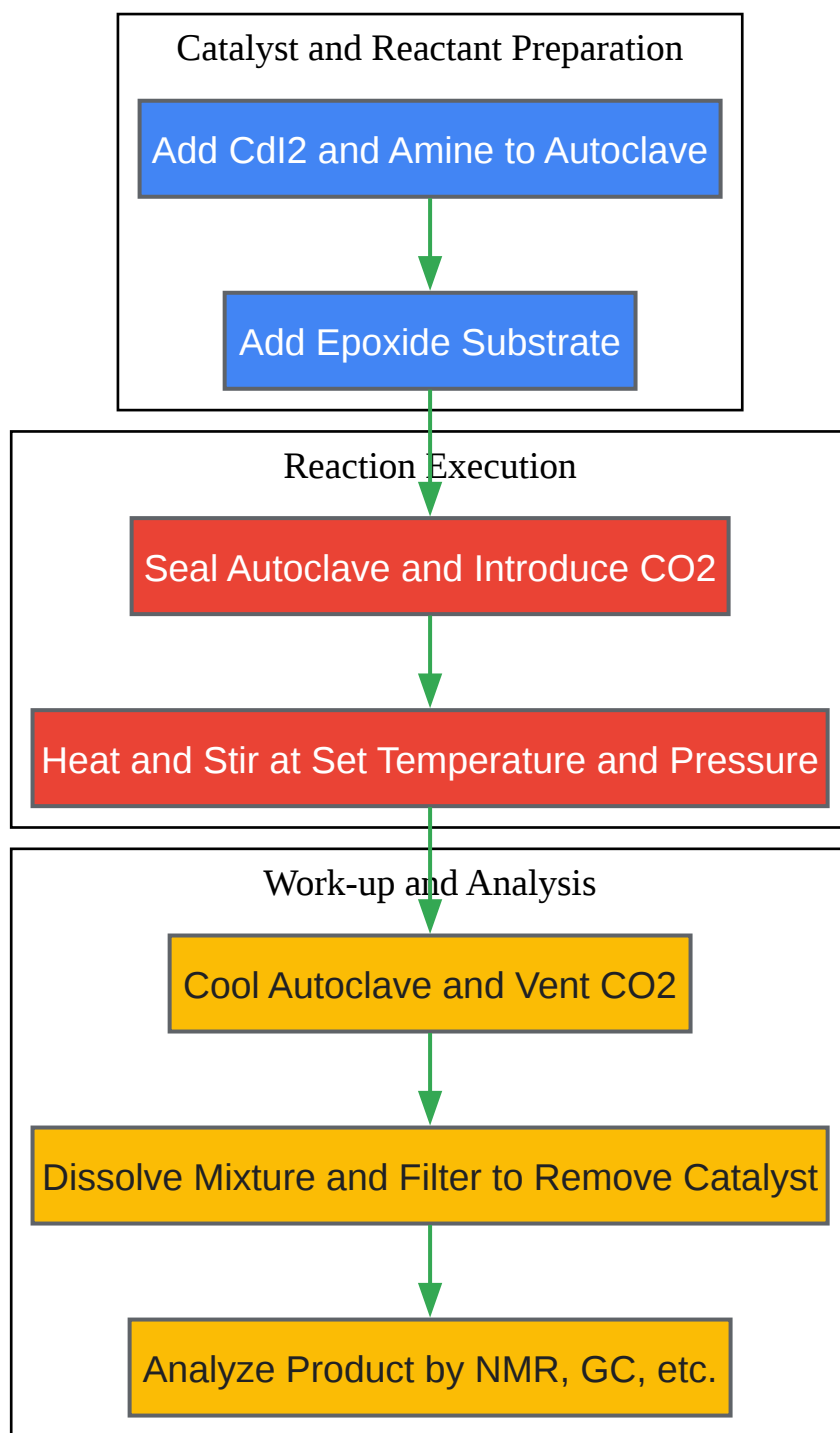 Catalyst and Reactant Preparation
Add CdI2 and Amine to Autoclave
Add Epoxide Substrate
Reaction Execution
Seal Autoclave and Introduce CO2
Heat and Stir at Set Temperature and Pressure
Work-up and Analysis
Cool Autoclave and Vent CO2
Dissolve Mixture and Filter to Remove Catalyst
Analyze Product by NMR, GC, etc.